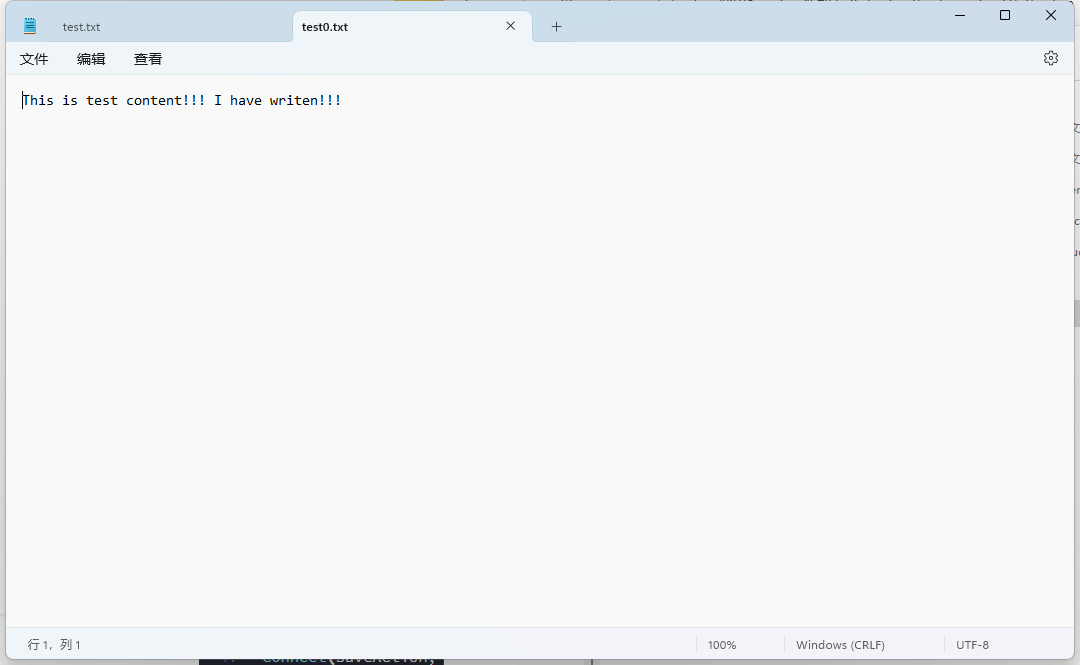 test.txt
test0.txt
文件 编辑 查看
This is test content!!! I have writen!!!
行 1, 列 1 100% Windows (CRLF) UTF-8